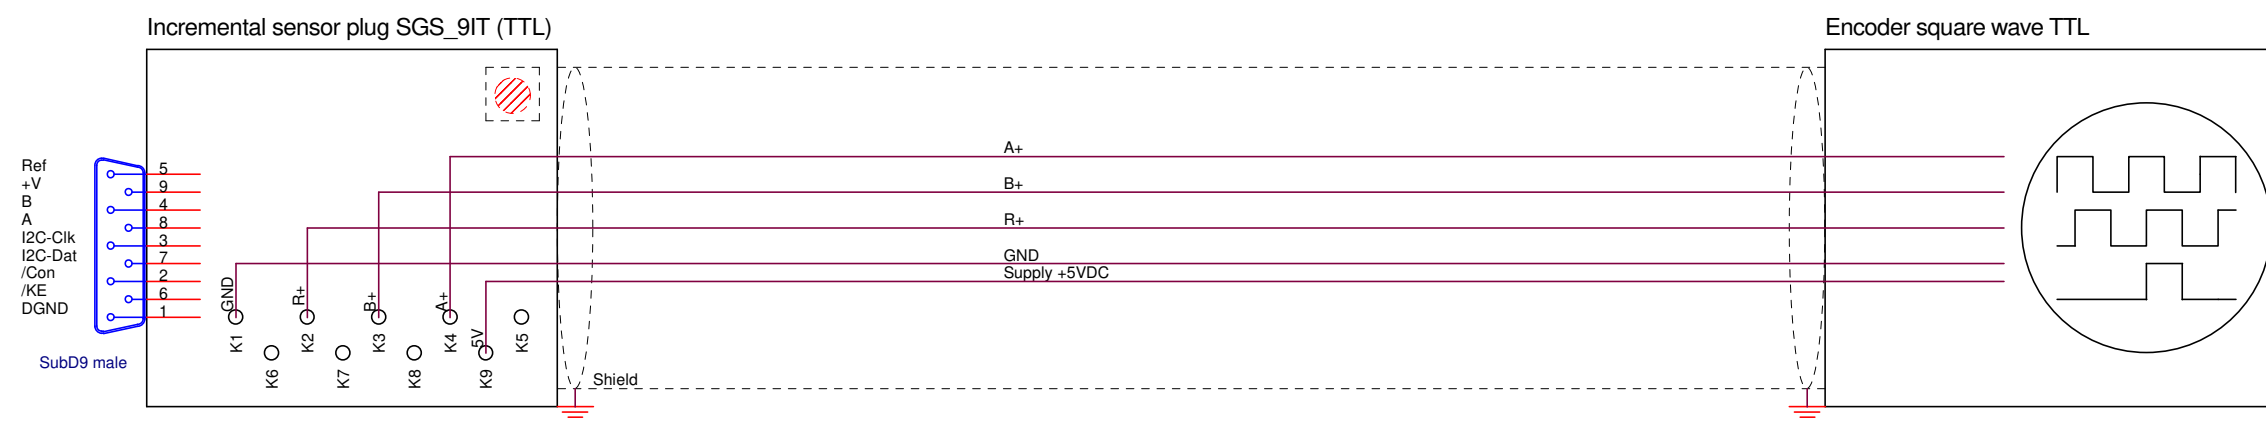 Incremental sensor plug SGS_9IT (TTL)
Encoder square wave TTL
Ref
+V
B
A
I2C-Clk
I2C-Dat
/Con
/KE
DGND
5
9
4
8
3
7
2
6
1
SubD9 male
GND
R+
B+
A+
5V
K1
K2
K3
K4
K5
K6
K7
K8
K9
A+
B+
R+
GND
Supply +5VDC
Shield